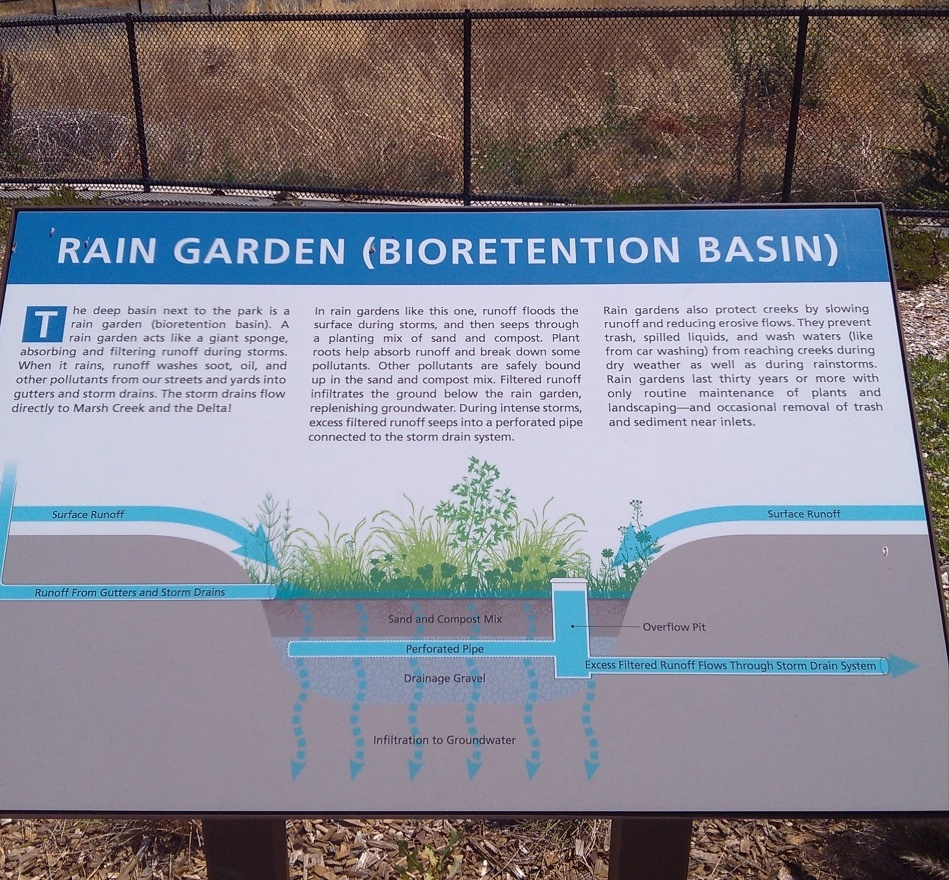 RAIN GARDEN (BIORETENTION BASIN)
The deep basin next to the park is a
rain garden (bioretention basin). A
rain garden acts like a giant sponge,
absorbing and filtering runoff during storms.
When it rains, runoff washes soot, oil, and
other pollutants from our streets and yards into
gutters and storm drains. The storm drains flow
directly to Marsh Creek and the Delta!
In rain gardens like this one, runoff floods the
surface during storms, and then seeps through
a planting mix of sand and compost. Plant
roots help absorb runoff and break down some
pollutants. Other pollutants are safely bound
up in the sand and compost mix. Filtered runoff
infiltrates the ground below the rain garden,
replenishing groundwater. During intense storms,
excess filtered runoff seeps into a perforated pipe
connected to the storm drain system.
Rain gardens also protect creeks by slowing
runoff and reducing erosive flows. They prevent
trash, spilled liquids, and wash waters (like
from car washing) from reaching creeks during
dry weather as well as during rainstorms.
Rain gardens last thirty years or more with
only routine maintenance of plants and
landscaping—and occasional removal of trash
and sediment near inlets.
Surface Runoff
Surface Runoff
Runoff From Gutters and Storm Drains
Sand and Compost Mix
Overflow Pit
Perforated Pipe
Excess Filtered Runoff Flows Through Storm Drain System
Drainage Gravel
Infiltration to Groundwater